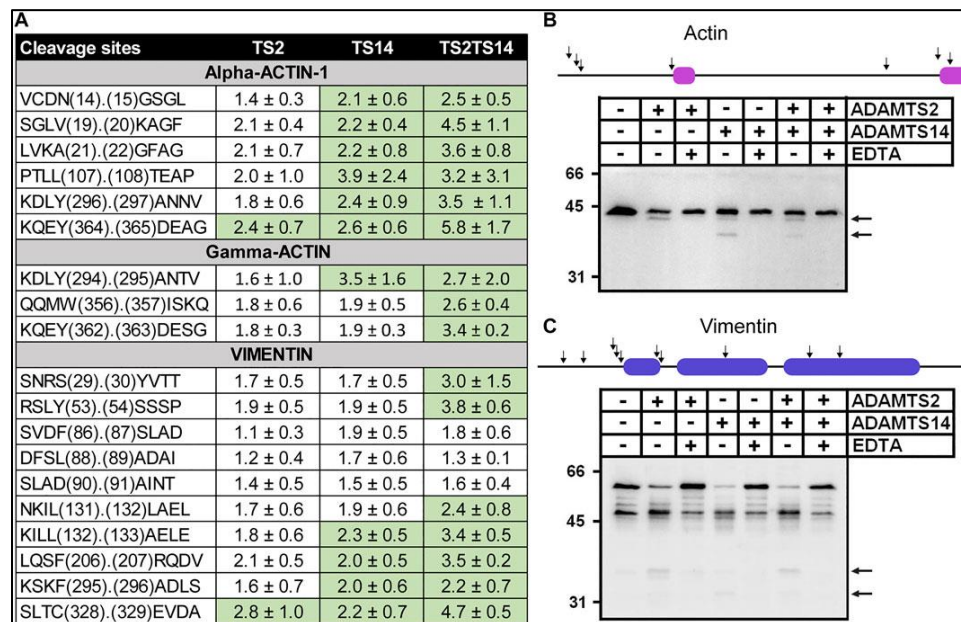 A
Cleavage sites TS2 TS14 TS2TS14
Alpha-ACTIN-1
VCDN(14).(15)GSGL 1.4 ± 0.3 2.1 ± 0.6 2.5 ± 0.5
SGLV(19).(20)KAGF 2.1 ± 0.4 2.2 ± 0.4 4.5 ± 1.1
LVKA(21).(22)GFAG 2.1 ± 0.7 2.2 ± 0.8 3.6 ± 0.8
PTLL(107).(108)TEAP 2.0 ± 1.0 3.9 ± 2.4 3.2 ± 3.1
KDLY(296).(297)ANNV 1.8 ± 0.6 2.4 ± 0.9 3.5 ± 1.1
KQEY(364).(365)DEAG 2.4 ± 0.7 2.6 ± 0.6 5.8 ± 1.7
Gamma-ACTIN
KDLY(294).(295)ANTV 1.6 ± 1.0 3.5 ± 1.6 2.7 ± 2.0
QQMW(356).(357)ISKQ 1.8 ± 0.6 1.9 ± 0.5 2.6 ± 0.4
KQEY(362).(363)DESG 1.8 ± 0.3 1.9 ± 0.3 3.4 ± 0.2
VIMENTIN
SNRS(29).(30)YVTT 1.7 ± 0.5 1.7 ± 0.5 3.0 ± 1.5
RSLY(53).(54)SSSP 1.9 ± 0.5 1.9 ± 0.5 3.8 ± 0.6
SVDF(86).(87)SLAD 1.1 ± 0.3 1.9 ± 0.5 1.8 ± 0.6
DFSL(88).(89)ADAI 1.2 ± 0.4 1.7 ± 0.6 1.3 ± 0.1
SLAD(90).(91)AINT 1.4 ± 0.5 1.5 ± 0.5 1.6 ± 0.4
NKIL(131).(132)LAEL 1.7 ± 0.6 1.9 ± 0.6 2.4 ± 0.8
KILL(132).(133)AELE 1.8 ± 0.6 2.3 ± 0.5 3.4 ± 0.5
LQSF(206).(207)RQDV 2.1 ± 0.5 2.0 ± 0.5 3.5 ± 0.2
KSKF(295).(296)ADLS 1.6 ± 0.7 2.0 ± 0.6 2.2 ± 0.7
SLTC(328).(329)EVDA 2.8 ± 1.0 2.2 ± 0.7 4.7 ± 0.5
B
Actin
- + + - - + + ADAMTS2
- - - + + + + ADAMTS14
- - + - + - + EDTA
66
45
31
C
Vimentin
- + + - - + + ADAMTS2
- - - + + + + ADAMTS14
- - + - + - + EDTA
66
45
31